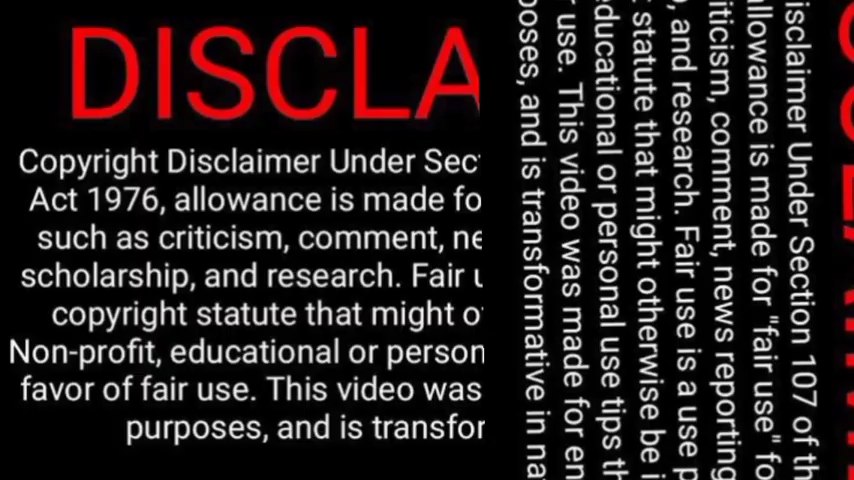 DISCLA
Copyright Disclaimer Under Sec
Act 1976, allowance is made fo
such as criticism, comment, ne
scholarship, and research. Fair u
copyright statute that might o
Non-profit, educational or person
favor of fair use. This video was
purposes, and is transfor
isclaimer Under Section 107 of th
allowance is made for "fair use" fo
iticism, comment, news reporting
, and research. Fair use is a use p
statute that might otherwise be i
educational or personal use tips th
r use. This video was made for en
poses, and is transformative in na